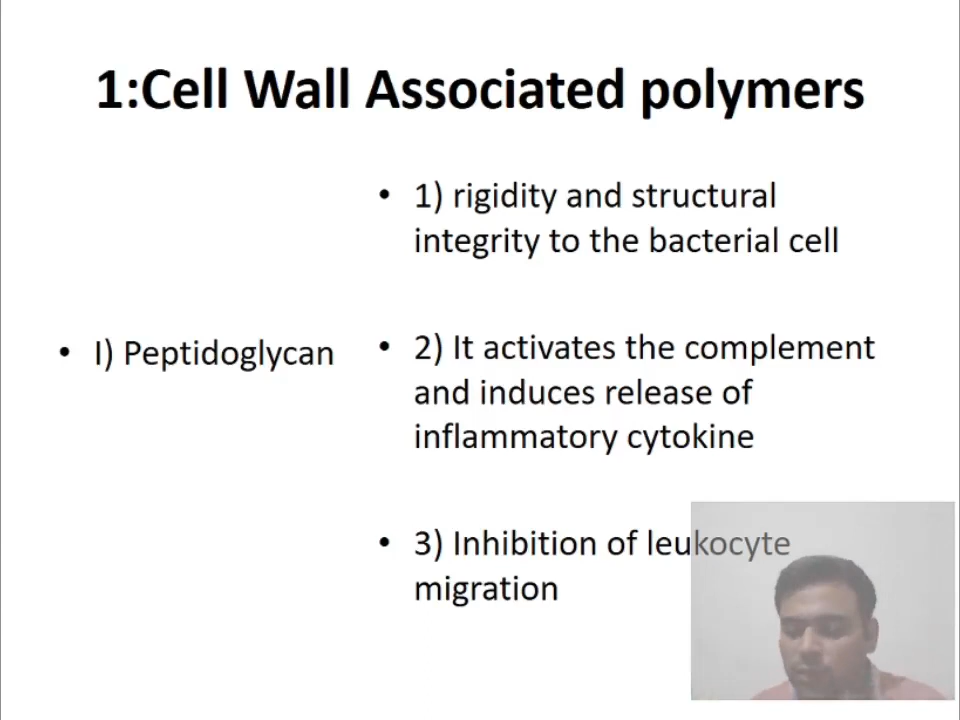 1:Cell Wall Associated polymers
• I) Peptidoglycan
• 1) rigidity and structural
integrity to the bacterial cell
• 2) It activates the complement
and induces release of
inflammatory cytokine
• 3) Inhibition of leukocyte
migration